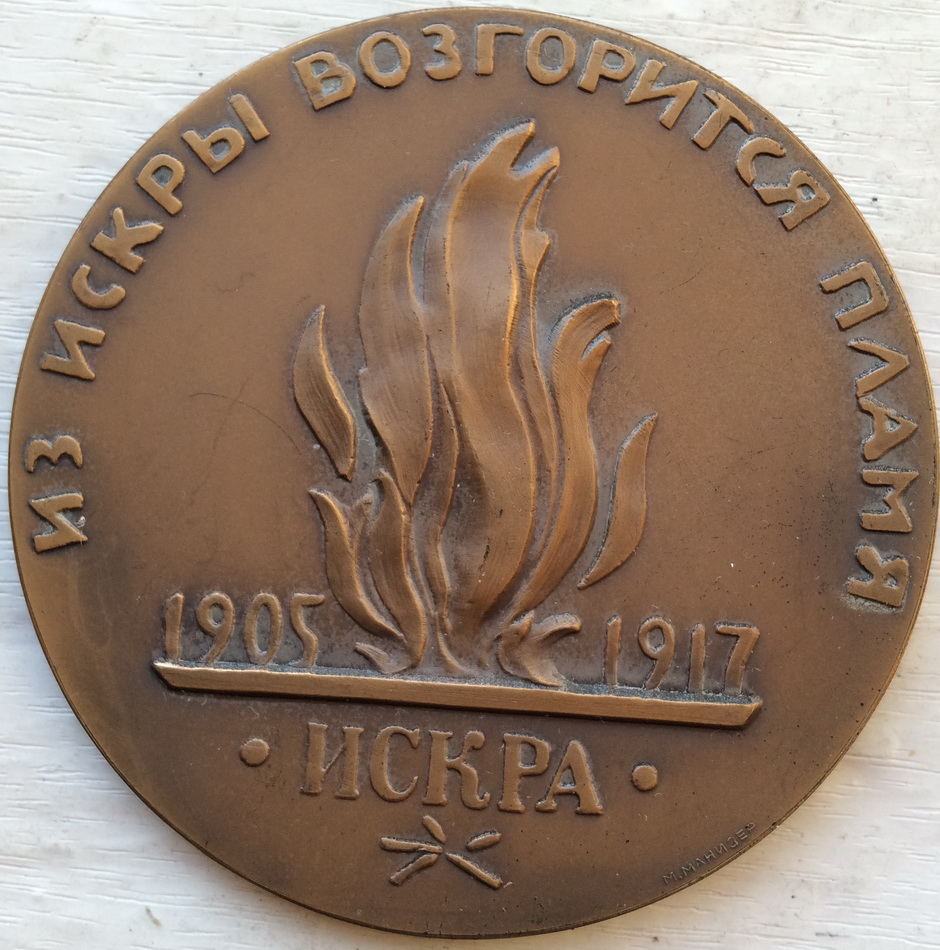 ИЗ ИСКРЫ ВОЗГОРИТСЯ ПЛАМЯ
1905 1917
ИСКРА
М.МАНИЗЕР